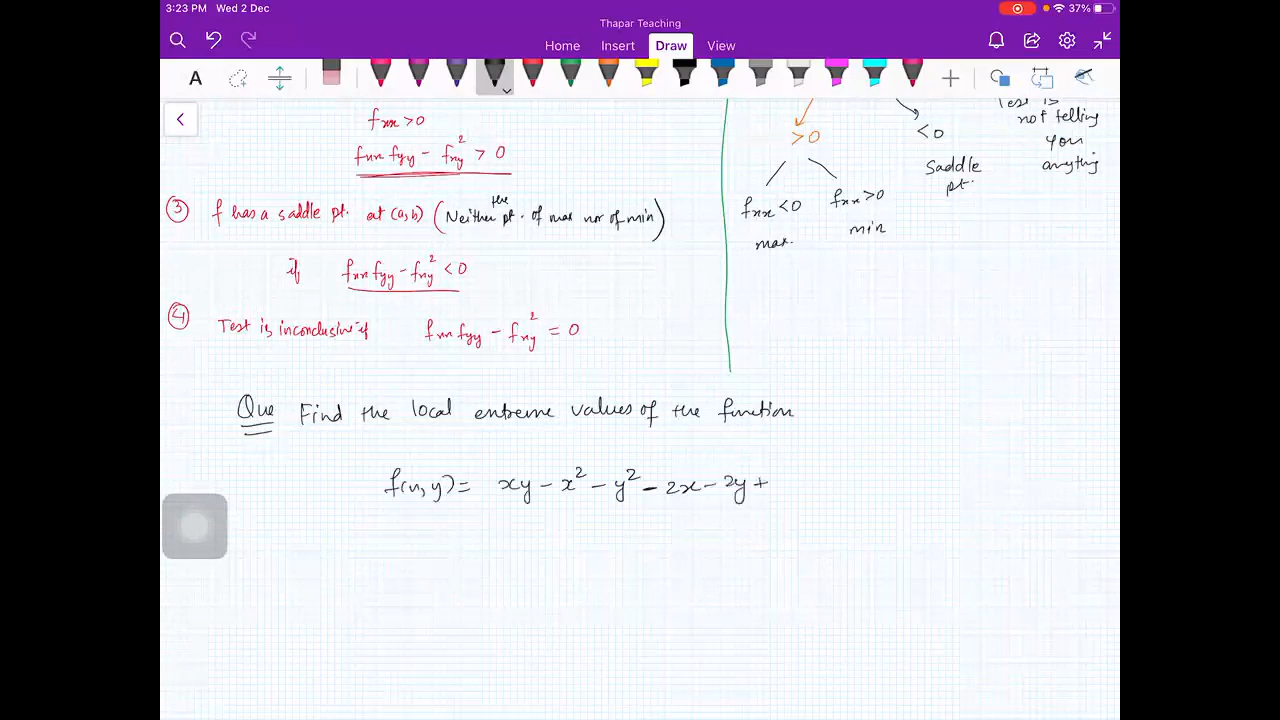 3:23 PM Wed 2 Dec
37%
Thapar Teaching
Home Insert Draw View
A
fxx > 0
fxx fyy - fxy² > 0
③ f has a saddle pt. at (a,b) (Neither the pt. of max nor of min)
if fxx fyy - fxy² < 0
④ Test is inconclusive if fxx fyy - fxy² = 0
> 0
< 0
Saddle
pt.
Test is
not telling
you
anything
fxx < 0
max.
fxx > 0
min
Que Find the local extreme values of the function
f(x,y) = xy - x² - y² - 2x - 2y +